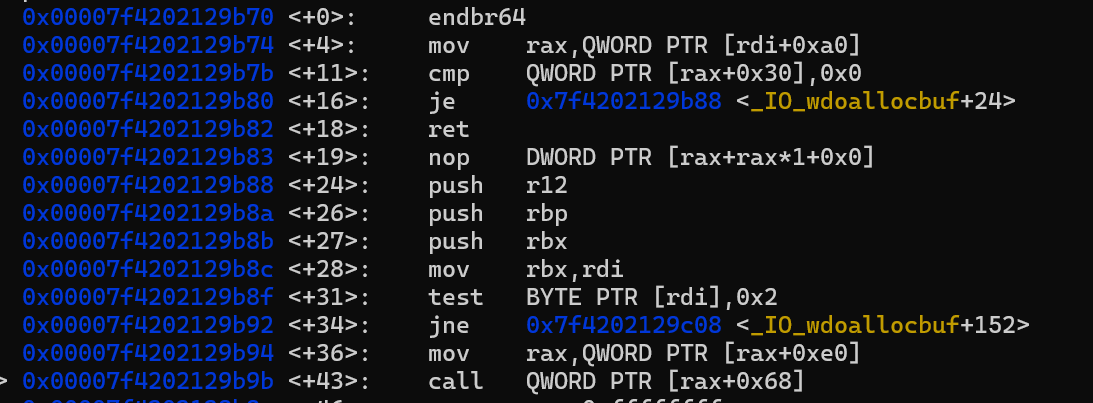 0x00007f4202129b70 <+0>: endbr64
0x00007f4202129b74 <+4>: mov rax,QWORD PTR [rdi+0xa0]
0x00007f4202129b7b <+11>: cmp QWORD PTR [rax+0x30],0x0
0x00007f4202129b80 <+16>: je 0x7f4202129b88 <_IO_wdoallocbuf+24>
0x00007f4202129b82 <+18>: ret
0x00007f4202129b83 <+19>: nop DWORD PTR [rax+rax*1+0x0]
0x00007f4202129b88 <+24>: push r12
0x00007f4202129b8a <+26>: push rbp
0x00007f4202129b8b <+27>: push rbx
0x00007f4202129b8c <+28>: mov rbx,rdi
0x00007f4202129b8f <+31>: test BYTE PTR [rdi],0x2
0x00007f4202129b92 <+34>: jne 0x7f4202129c08 <_IO_wdoallocbuf+152>
0x00007f4202129b94 <+36>: mov rax,QWORD PTR [rax+0xe0]
> 0x00007f4202129b9b <+43>: call QWORD PTR [rax+0x68]